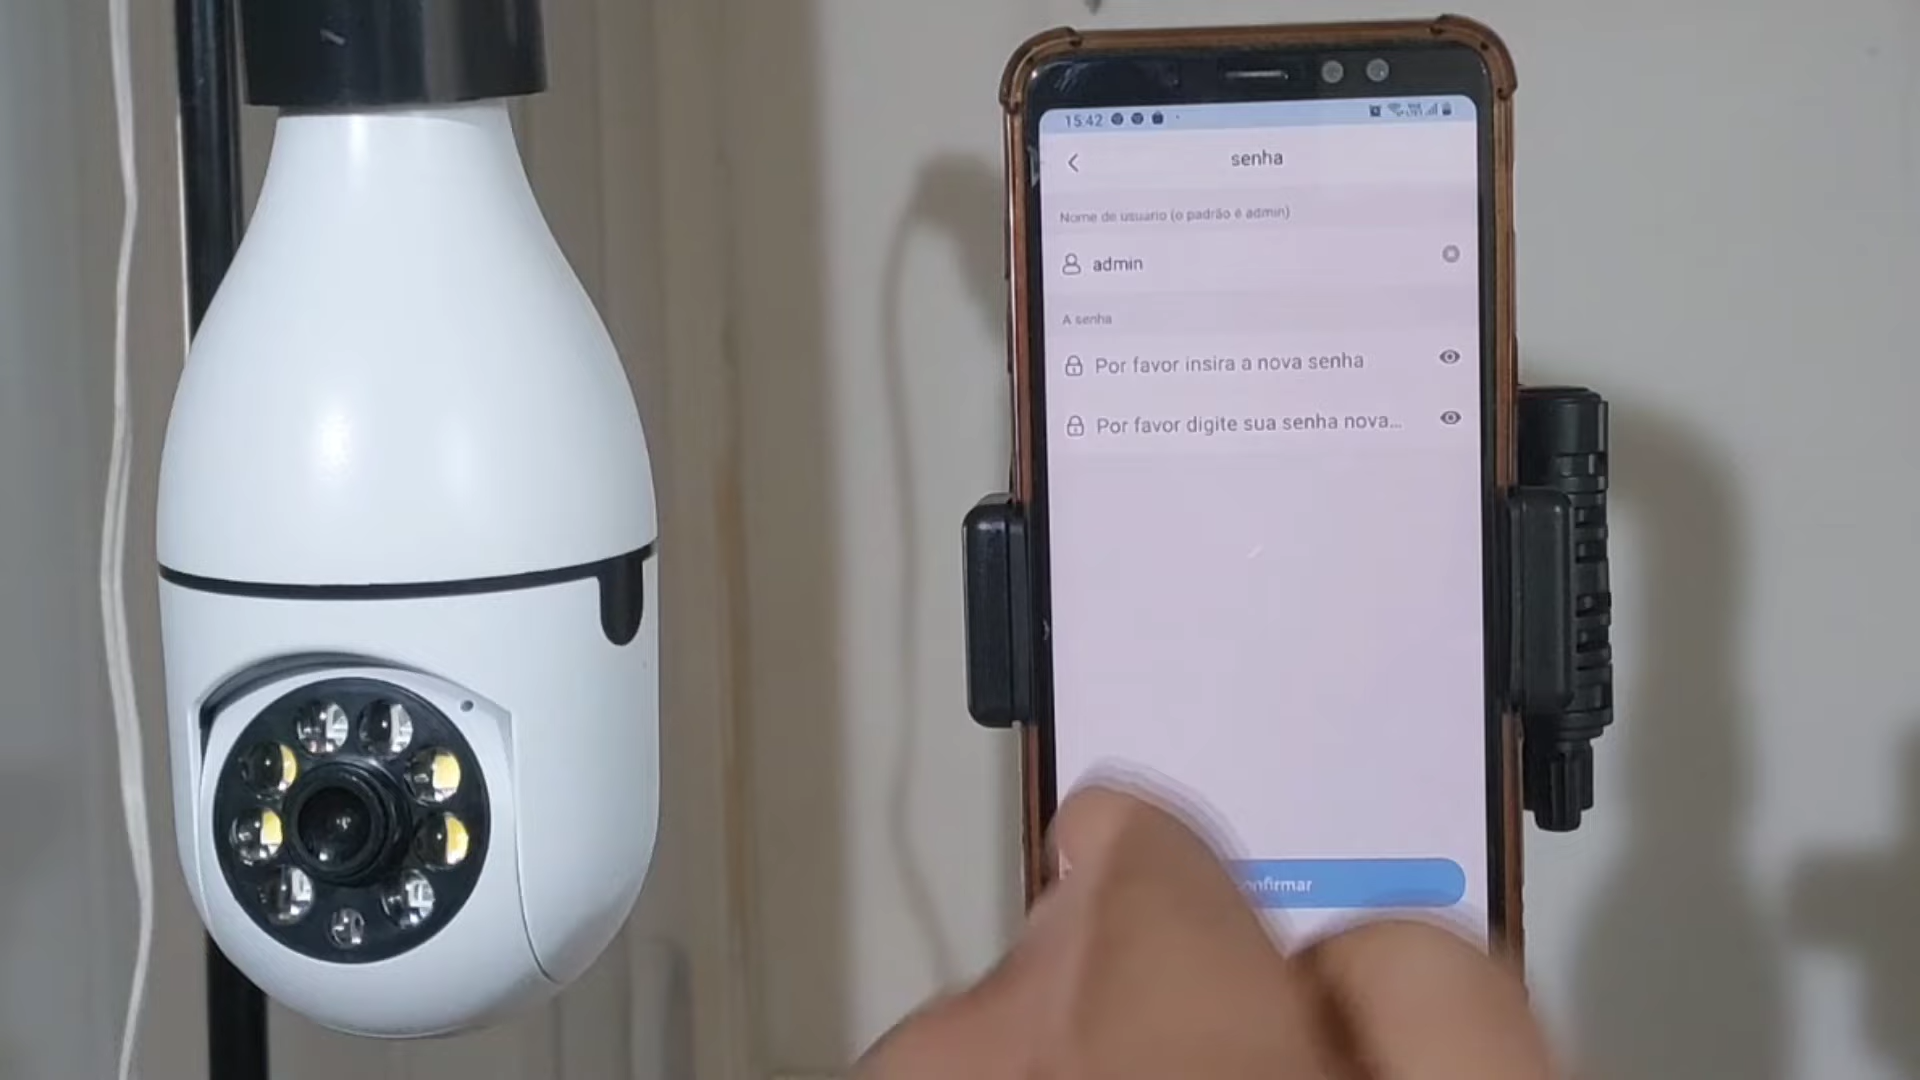 15:42
senha
Nome de usuário (o padrão é admin)
admin
A senha
Por favor insira a nova senha
Por favor digite sua senha nova...
onfirmar